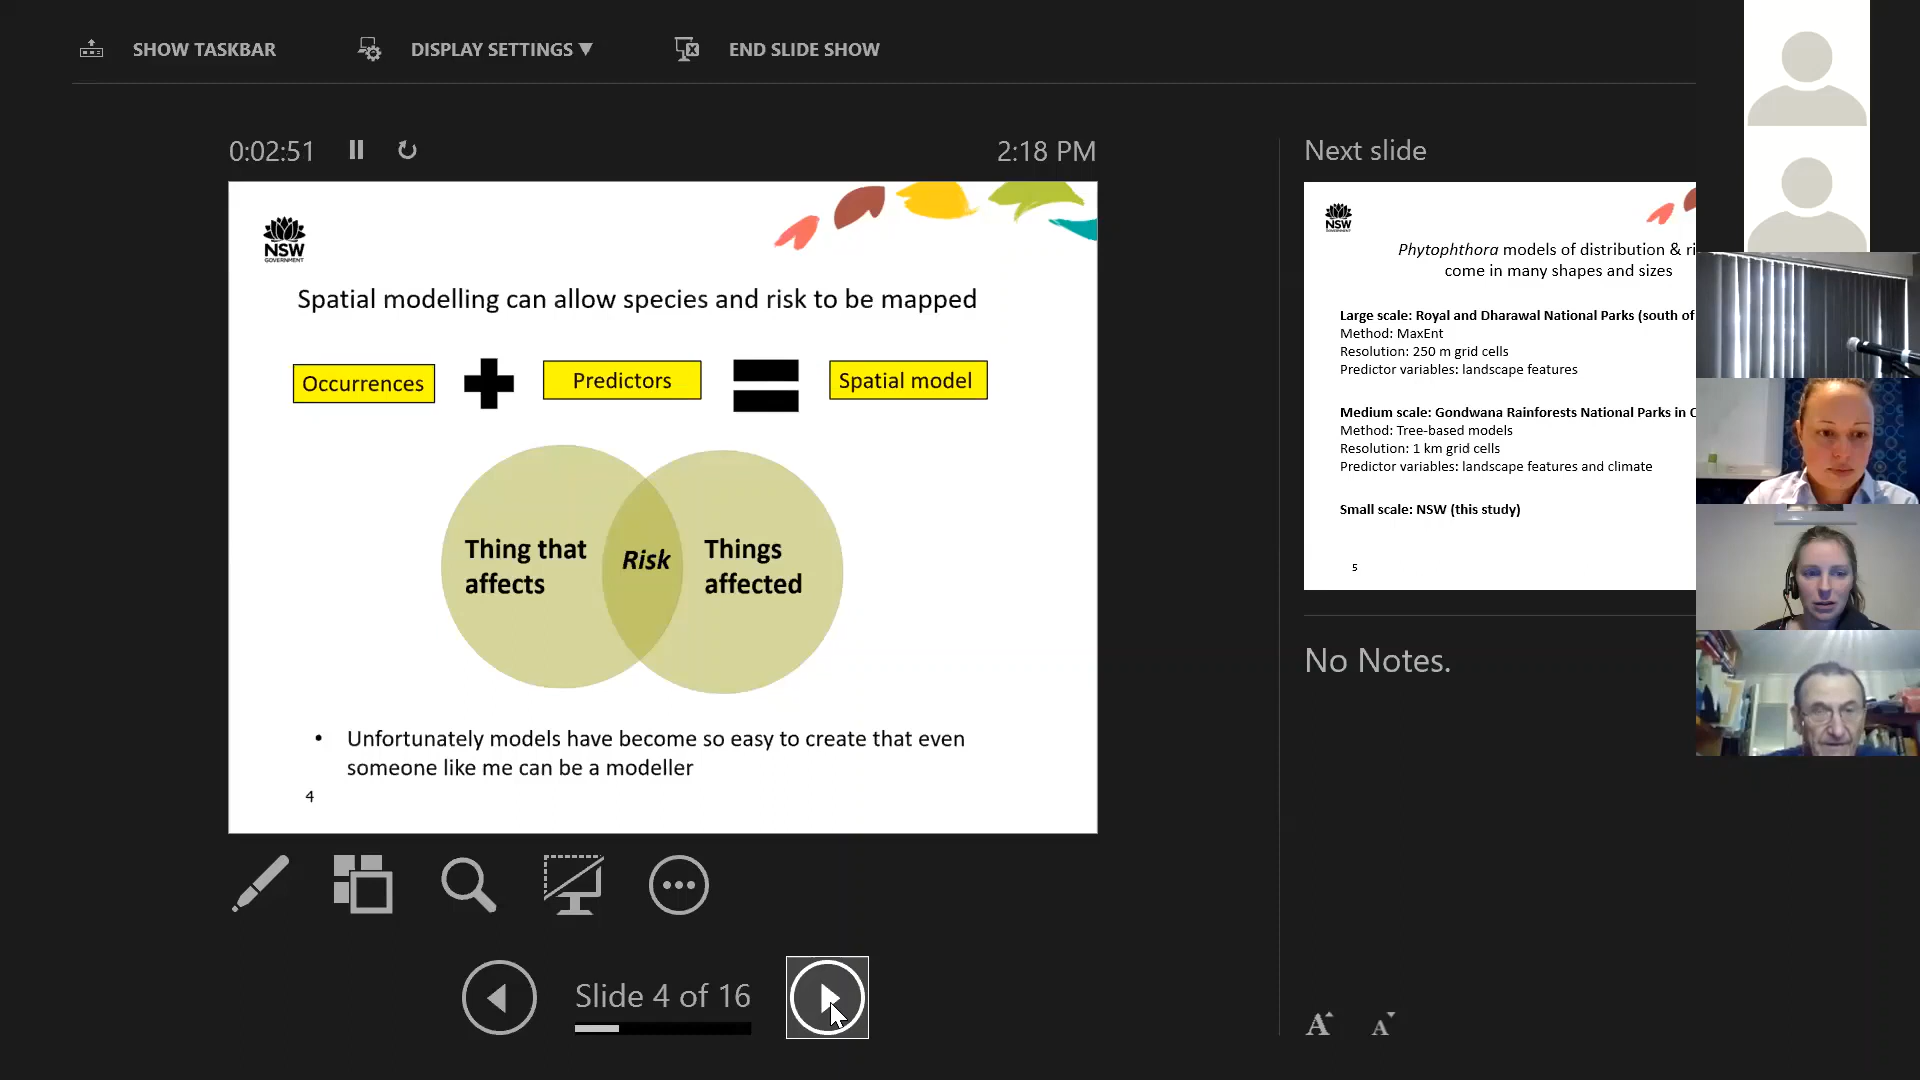 SHOW TASKBAR
DISPLAY SETTINGS ▼
END SLIDE SHOW
0:02:51
2:18 PM
NSW
GOVERNMENT
Spatial modelling can allow species and risk to be mapped
Occurrences
Predictors
Spatial model
Thing that
affects
Risk
Things
affected
• Unfortunately models have become so easy to create that even
someone like me can be a modeller
4
Slide 4 of 16
Next slide
NSW
GOVERNMENT
Phytophthora models of distribution & ri
come in many shapes and sizes
Large scale: Royal and Dharawal National Parks (south of
Method: MaxEnt
Resolution: 250 m grid cells
Predictor variables: landscape features
Medium scale: Gondwana Rainforests National Parks in
Method: Tree-based models
Resolution: 1 km grid cells
Predictor variables: landscape features and climate
Small scale: NSW (this study)
5
No Notes.
A
A